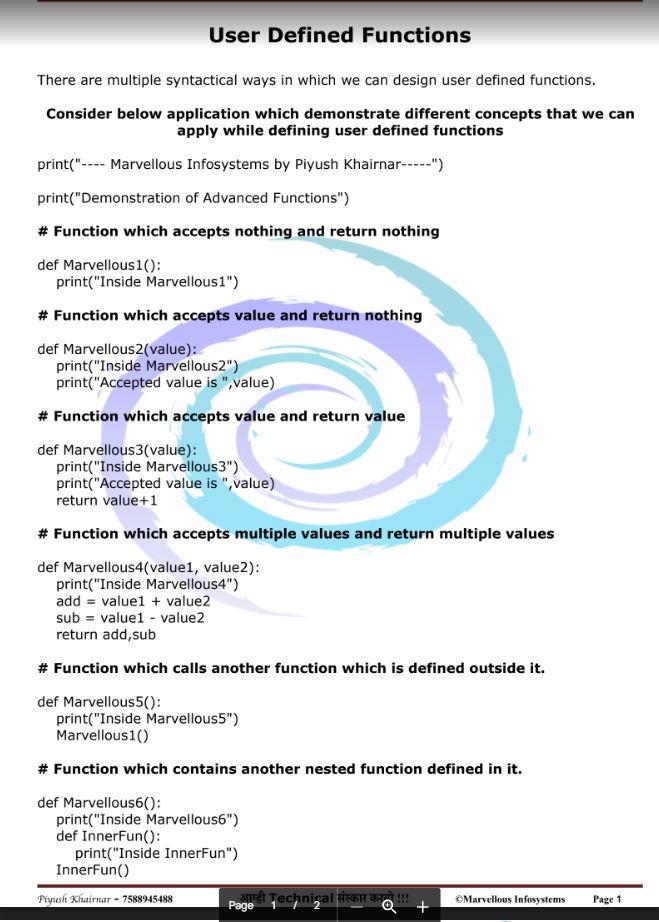 User Defined Functions
There are multiple syntactical ways in which we can design user defined functions.
Consider below application which demonstrate different concepts that we can
apply while defining user defined functions
print("---- Marvellous Infosystems by Piyush Khairnar-----")
print("Demonstration of Advanced Functions")
# Function which accepts nothing and return nothing
def Marvellous1():
print("Inside Marvellous1")
# Function which accepts value and return nothing
def Marvellous2(value):
print("Inside Marvellous2")
print("Accepted value is ",value)
# Function which accepts value and return value
def Marvellous3(value):
print("Inside Marvellous3")
print("Accepted value is ",value)
return value+1
# Function which accepts multiple values and return multiple values
def Marvellous4(value1, value2):
print("Inside Marvellous4")
add = value1 + value2
sub = value1 - value2
return add,sub
# Function which calls another function which is defined outside it.
def Marvellous5():
print("Inside Marvellous5")
Marvellous1()
# Function which contains another nested function defined in it.
def Marvellous6():
print("Inside Marvellous6")
def InnerFun():
print("Inside InnerFun")
InnerFun()
Piyush Khairnar - 7588945488 आम्ही Technical संस्कार करतो !!! ©Marvellous Infosystems Page 1
Page 1 / 2 — +